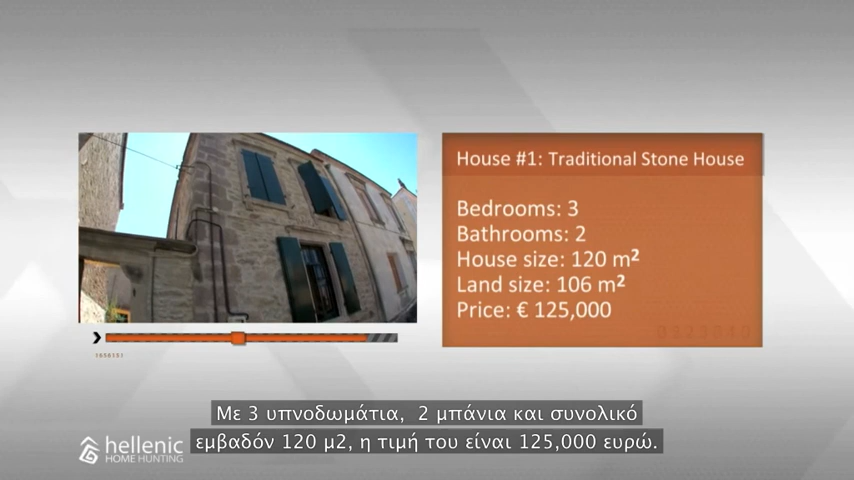 House #1: Traditional Stone House
Bedrooms: 3
Bathrooms: 2
House size: 120 m²
Land size: 106 m²
Price: € 125,000
Με 3 υπνοδωμάτια, 2 μπάνια και συνολικό
εμβαδόν 120 μ2, η τιμή του είναι 125,000 ευρώ.
hellenic
HOME HUNTING